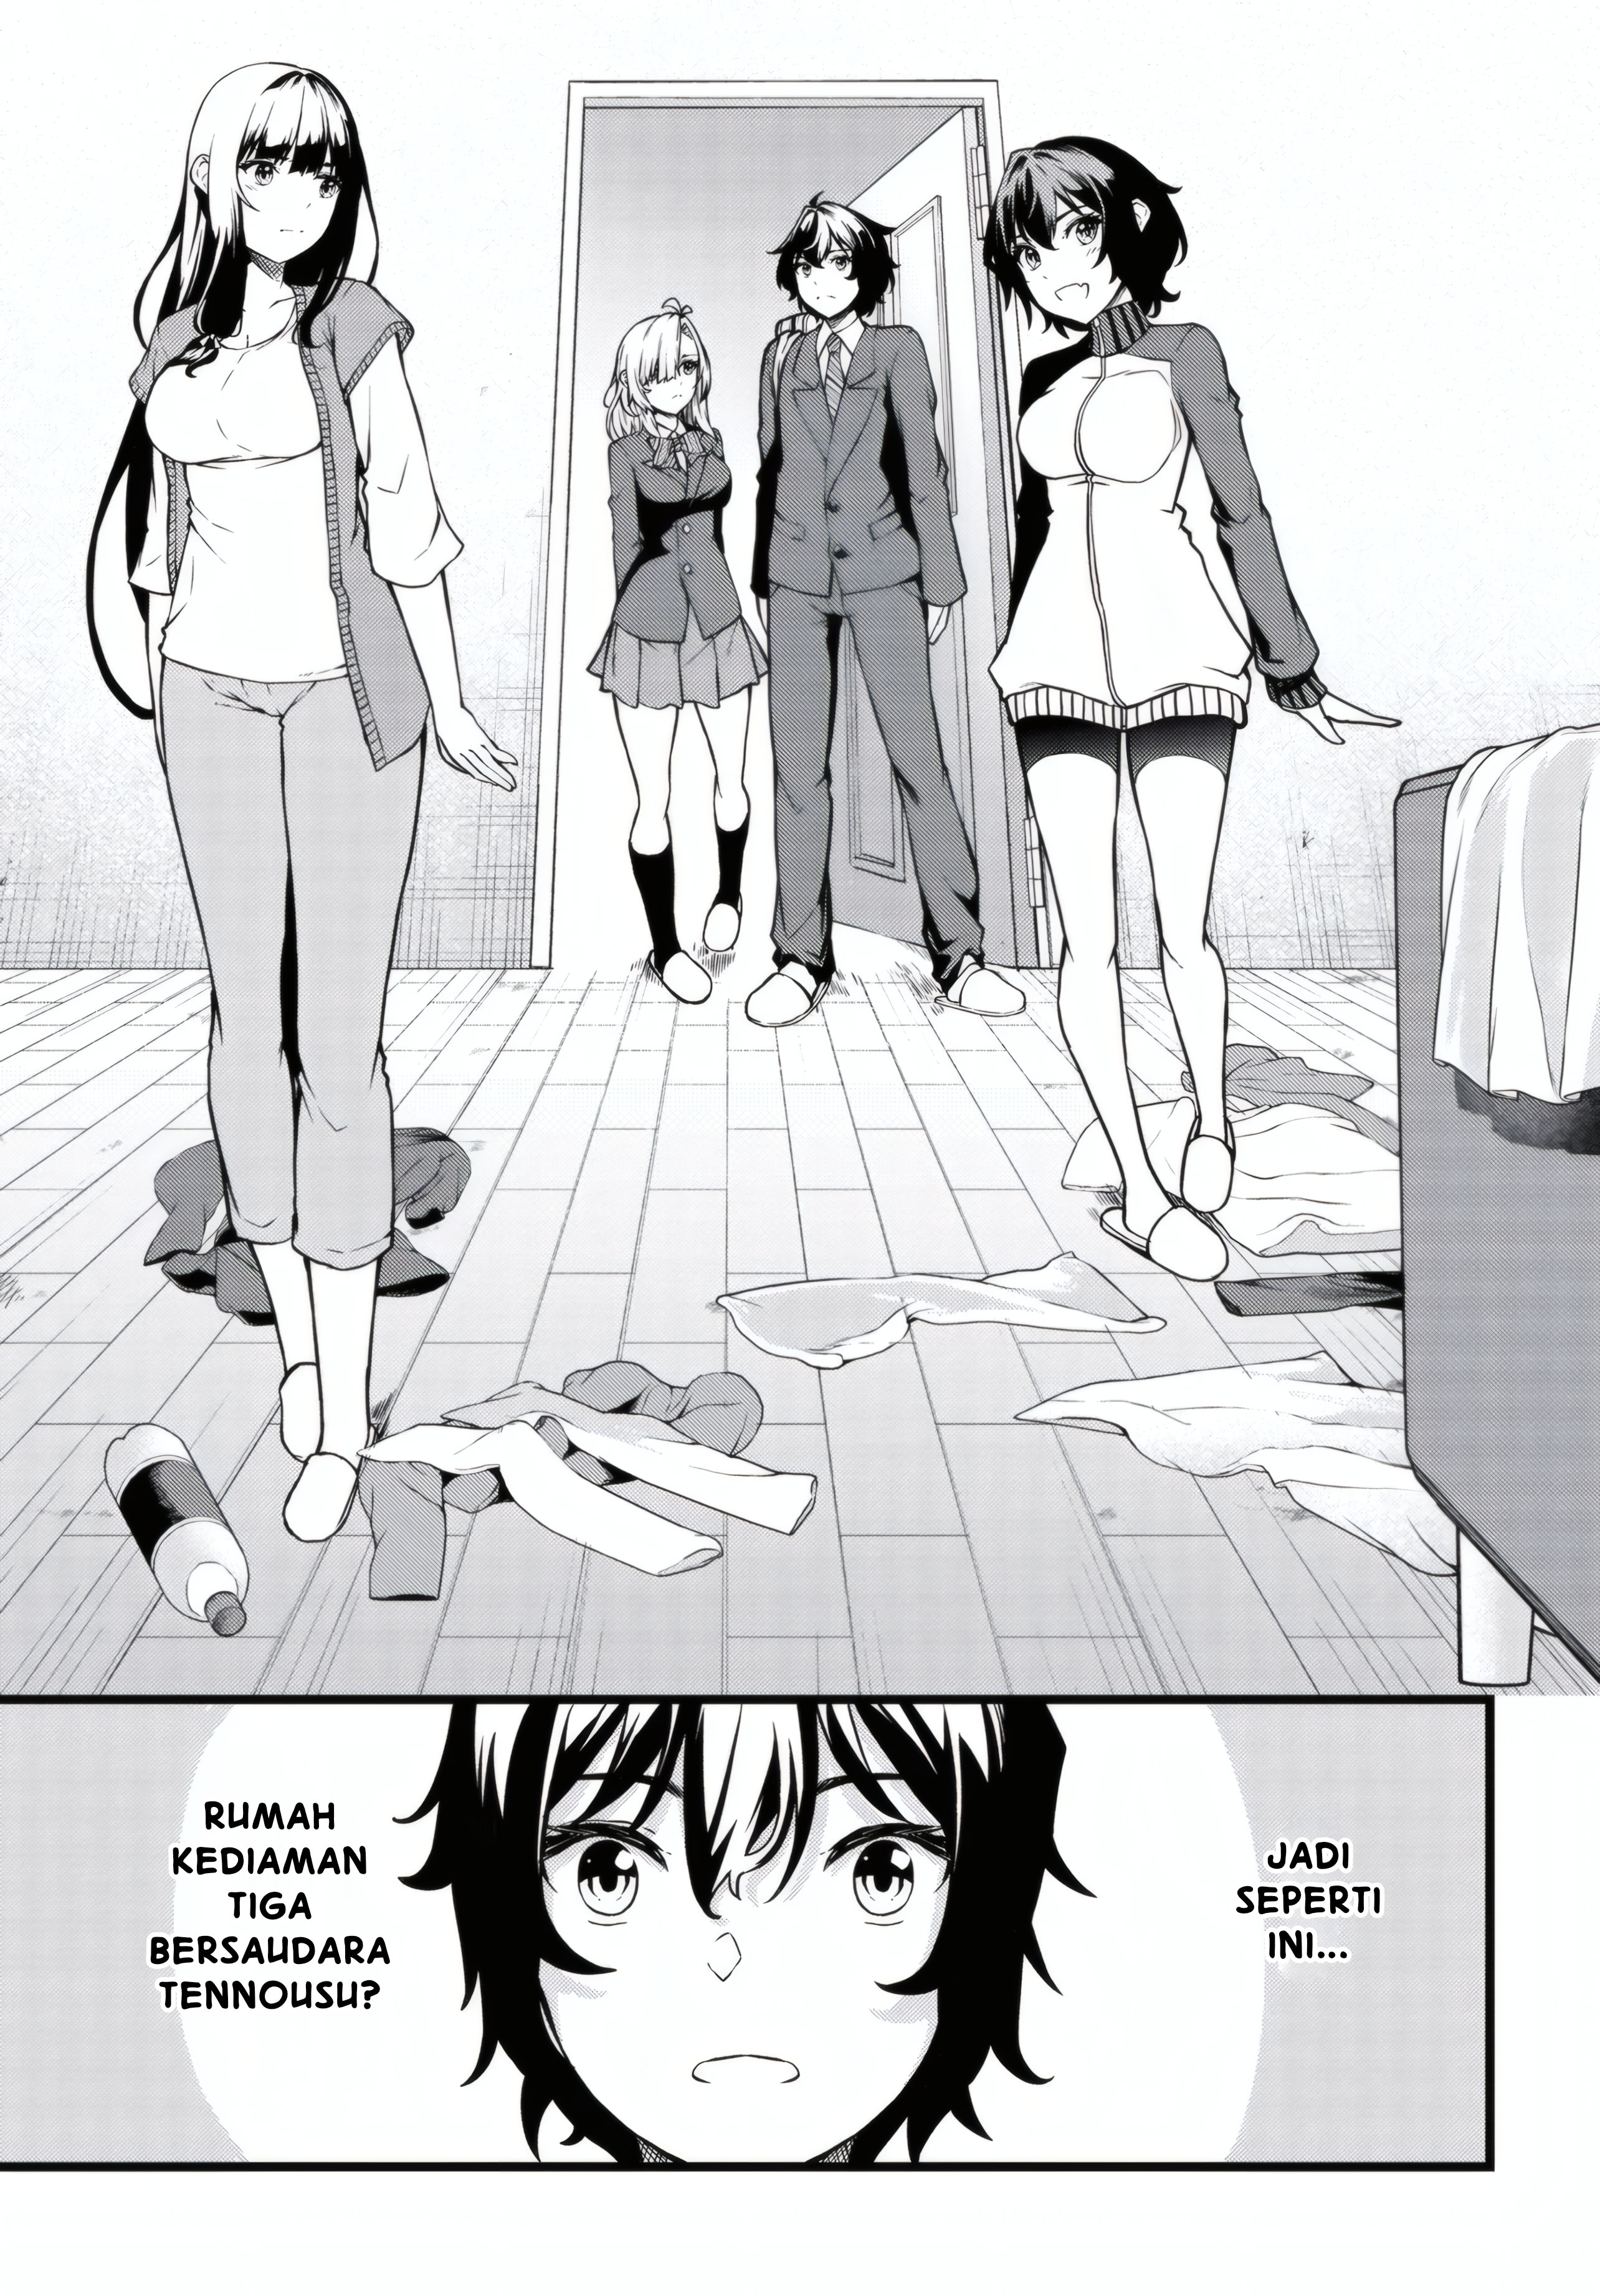 JADI
SEPERTI
INI...
RUMAH
KEDIAMAN
TIGA
BERSAUDARA
TENNOUSU?